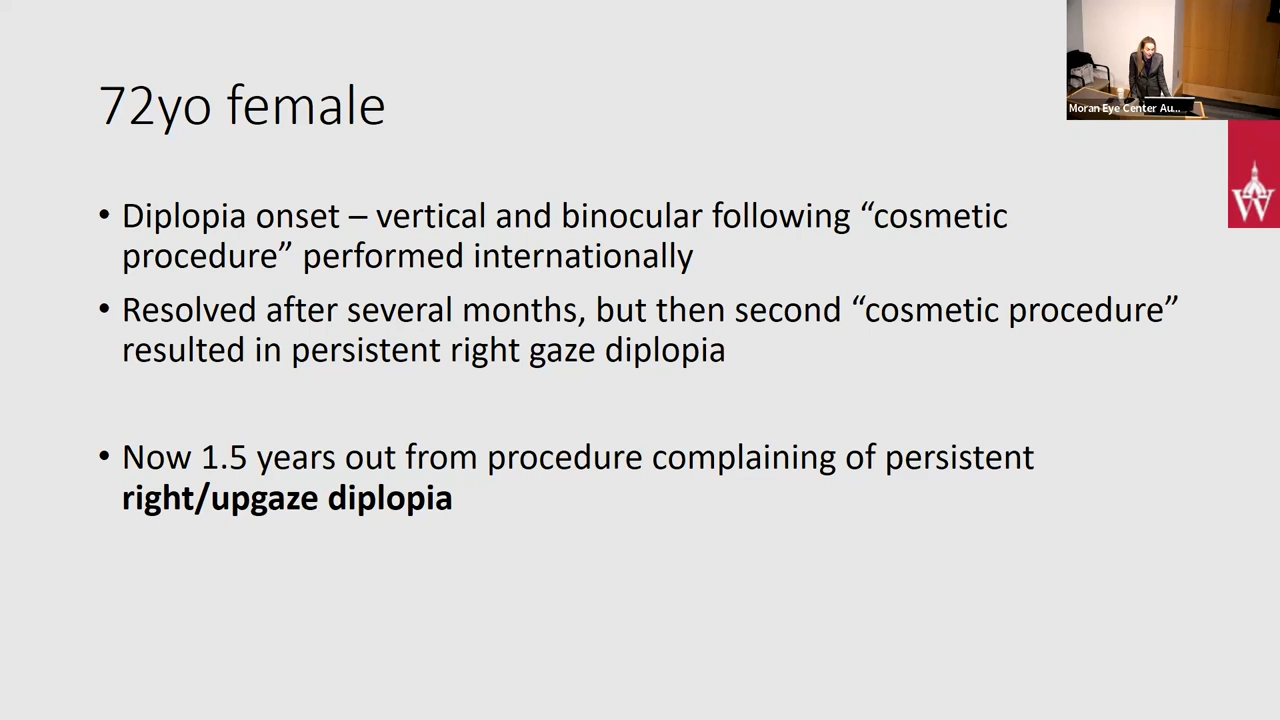 72yo female
• Diplopia onset – vertical and binocular following “cosmetic
procedure” performed internationally
• Resolved after several months, but then second “cosmetic procedure”
resulted in persistent right gaze diplopia
• Now 1.5 years out from procedure complaining of persistent
right/upgaze diplopia
Moran Eye Center Au...
W